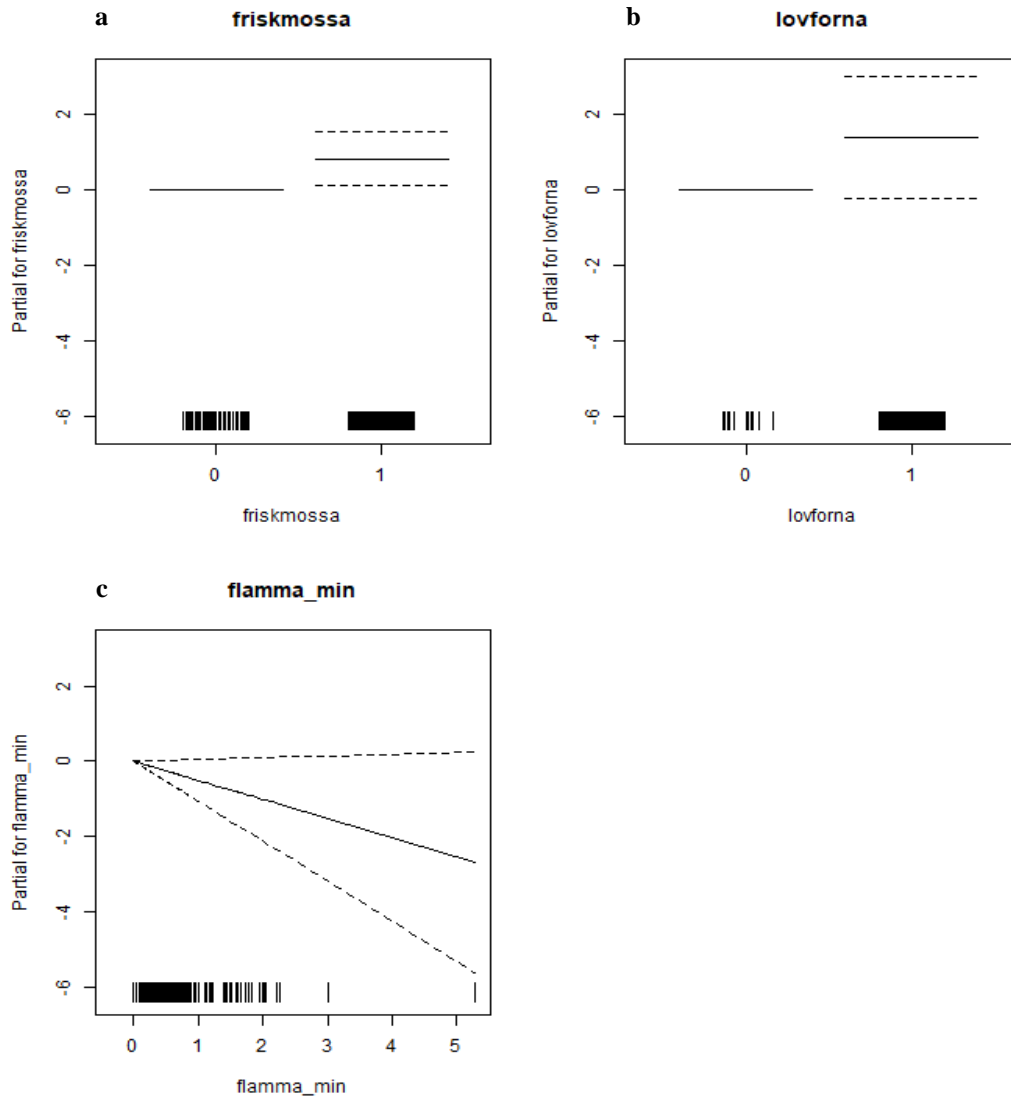 a friskmossa
Partial for friskmossa
2
0
-2
-4
-6
0 1
friskmossa
b lovforna
Partial for lovforna
2
0
-2
-4
-6
0 1
lovforna
c flamma_min
Partial for flamma_min
2
0
-2
-4
-6
0 1 2 3 4 5
flamma_min